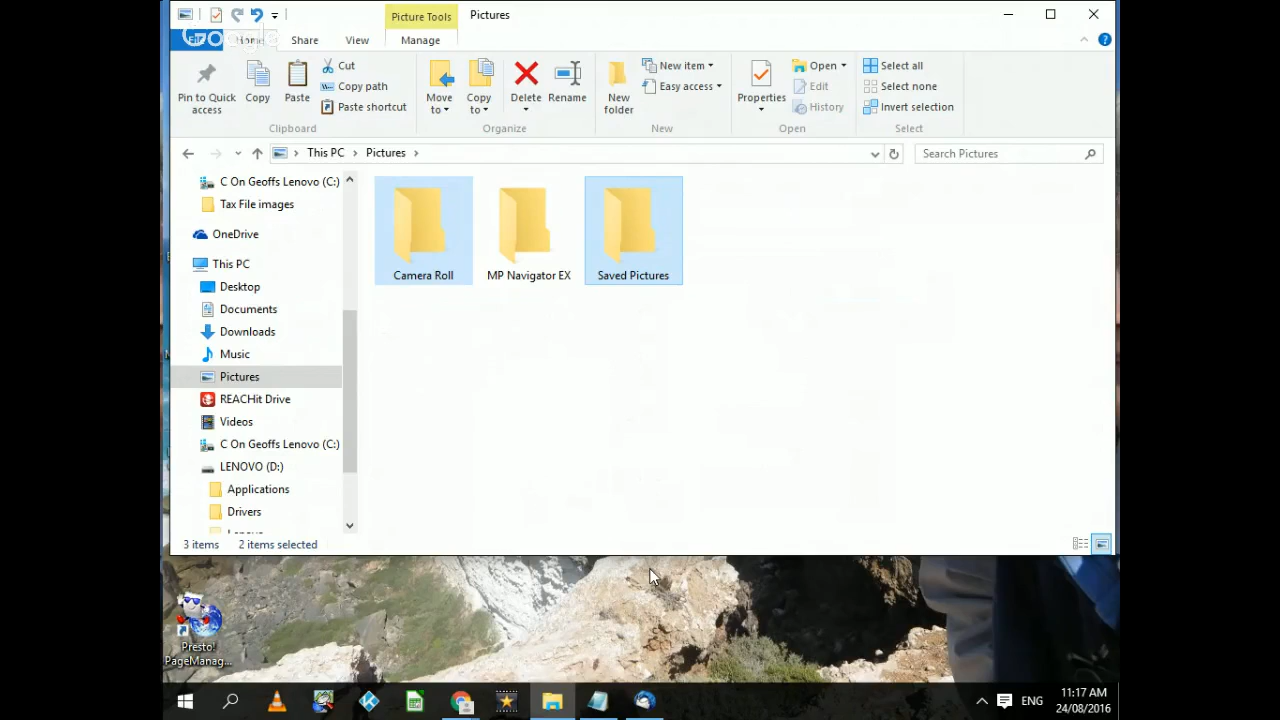 Picture Tools
Pictures
Google
Home
Share
View
Manage
Pin to Quick access
Copy
Paste
Cut
Copy path
Paste shortcut
Clipboard
Move to
Copy to
Delete
Rename
Organize
New folder
New item
Easy access
New
Properties
Open
Edit
History
Open
Select all
Select none
Invert selection
Select
This PC
Pictures
Search Pictures
C On Geoffs Lenovo (C:)
Tax File images
OneDrive
This PC
Desktop
Documents
Downloads
Music
Pictures
REACHit Drive
Videos
C On Geoffs Lenovo (C:)
LENOVO (D:)
Applications
Drivers
Camera Roll
MP Navigator EX
Saved Pictures
3 items
2 items selected
Presto!
PageManag...
ENG
11:17 AM
24/08/2016